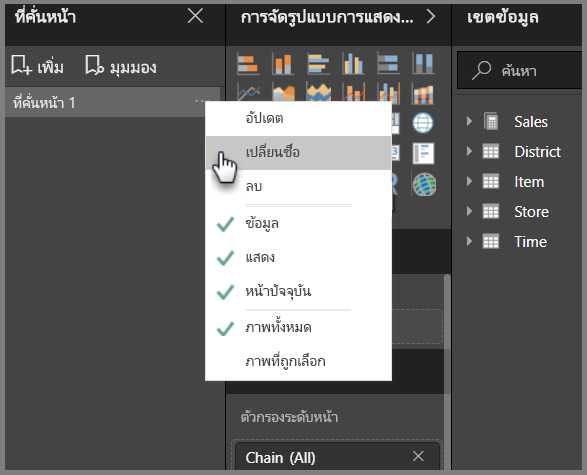 ที่คั่นหน้า
เพิ่ม
มุมมอง
ที่คั่นหน้า 1
อัปเดต
เปลี่ยนชื่อ
ลบ
ข้อมูล
แสดง
หน้าปัจจุบัน
ภาพทั้งหมด
ภาพที่ถูกเลือก
การจัดรูปแบบการแสดง...
ตัวกรองระดับหน้า
Chain (All)
เขตข้อมูล
ค้นหา
Sales
District
Item
Store
Time